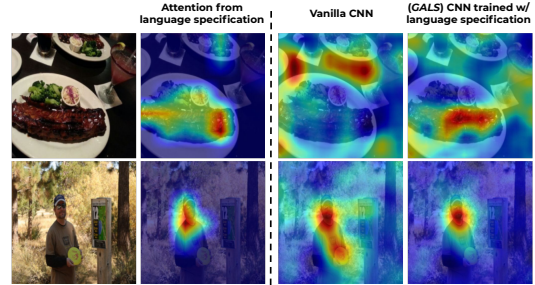 Attention from
language specification
Vanilla CNN
(GALS) CNN trained w/
language specification